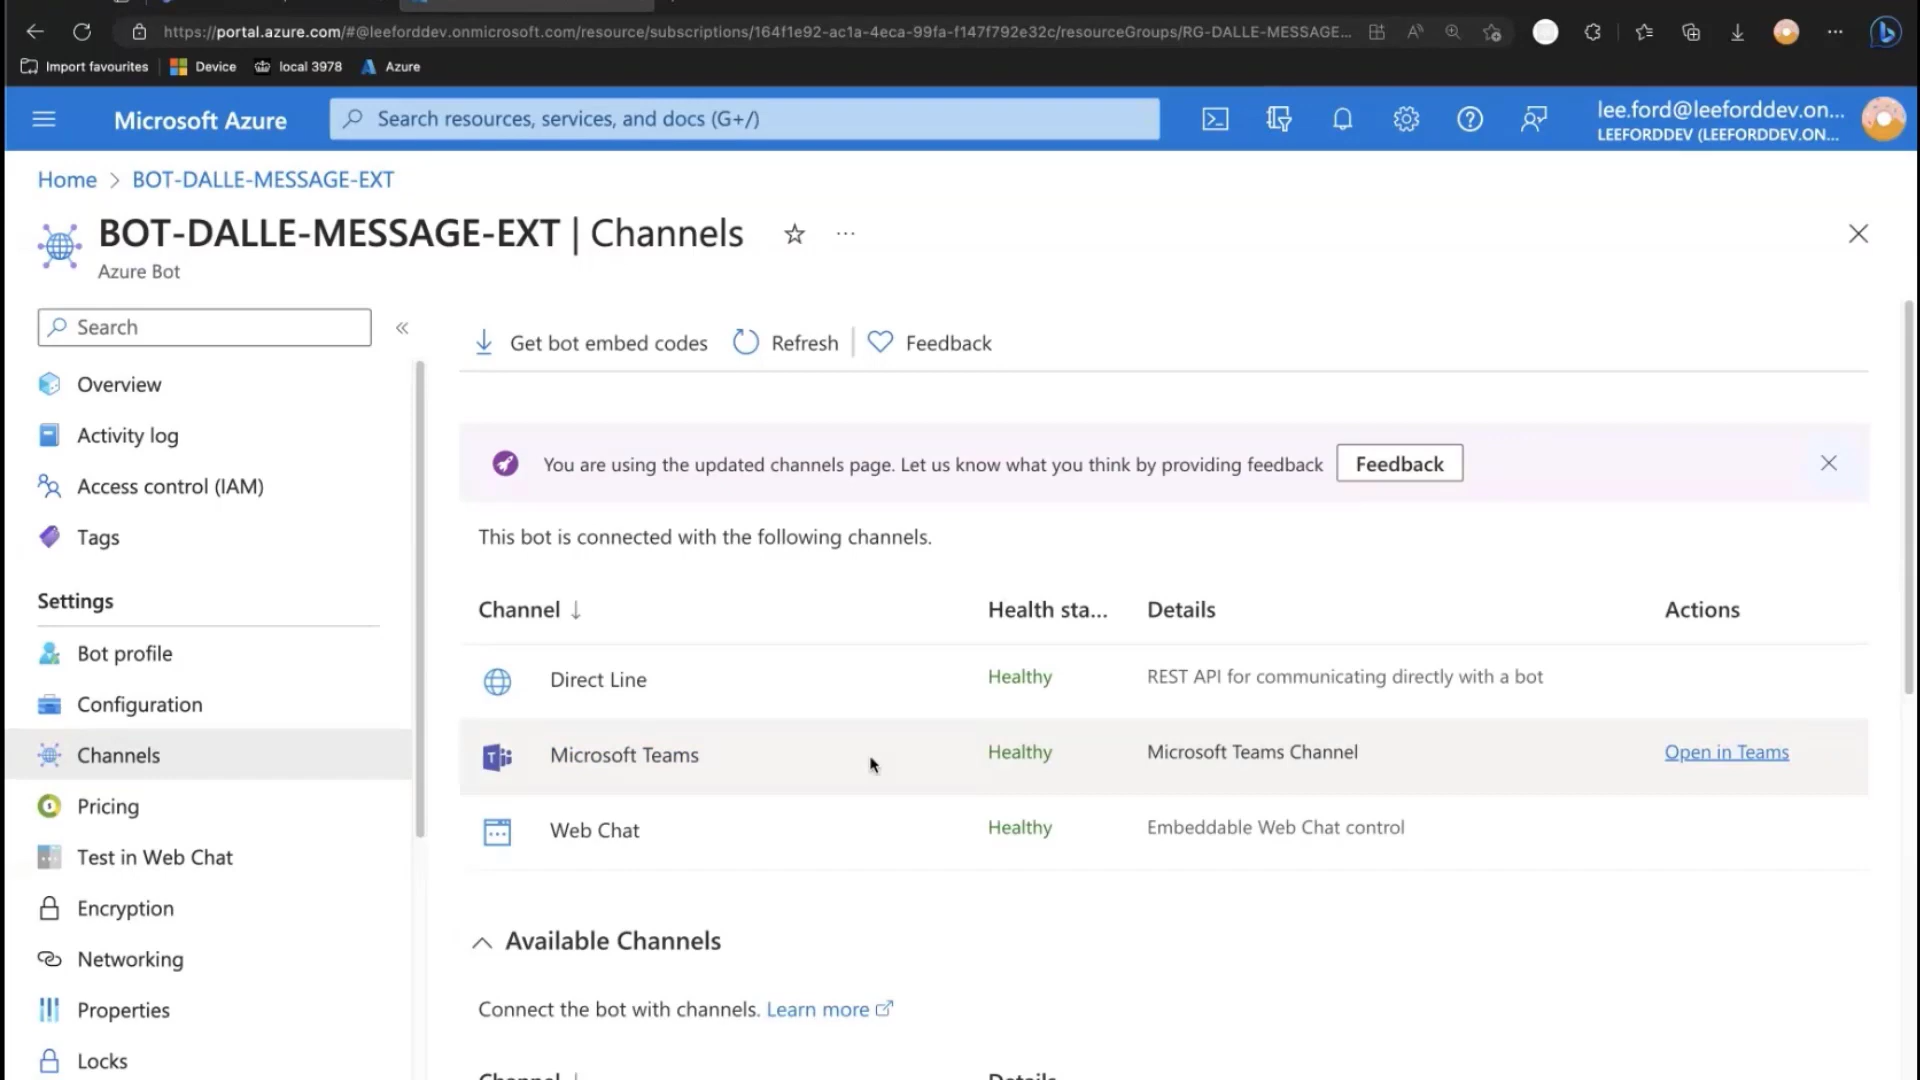 https://portal.azure.com/#@leeforddev.onmicrosoft.com/resource/subscriptions/164f1e92-ac1a-4eca-99fa-f147f792e32c/resourceGroups/RG-DALLE-MESSAGE...
Import favourites Device local 3978 Azure
Microsoft Azure Search resources, services, and docs (G+/) lee.ford@leeforddev.on...
LEEFORDDEV (LEEFORDDEV.ON...
Home > BOT-DALLE-MESSAGE-EXT
BOT-DALLE-MESSAGE-EXT | Channels
Azure Bot
Search
Overview
Activity log
Access control (IAM)
Tags
Settings
Bot profile
Configuration
Channels
Pricing
Test in Web Chat
Encryption
Networking
Properties
Locks
Get bot embed codes Refresh Feedback
You are using the updated channels page. Let us know what you think by providing feedback Feedback
This bot is connected with the following channels.
Channel ↓ Health sta... Details Actions
Direct Line Healthy REST API for communicating directly with a bot
Microsoft Teams Healthy Microsoft Teams Channel Open in Teams
Web Chat Healthy Embeddable Web Chat control
Available Channels
Connect the bot with channels. Learn more
Channel ↓ Details